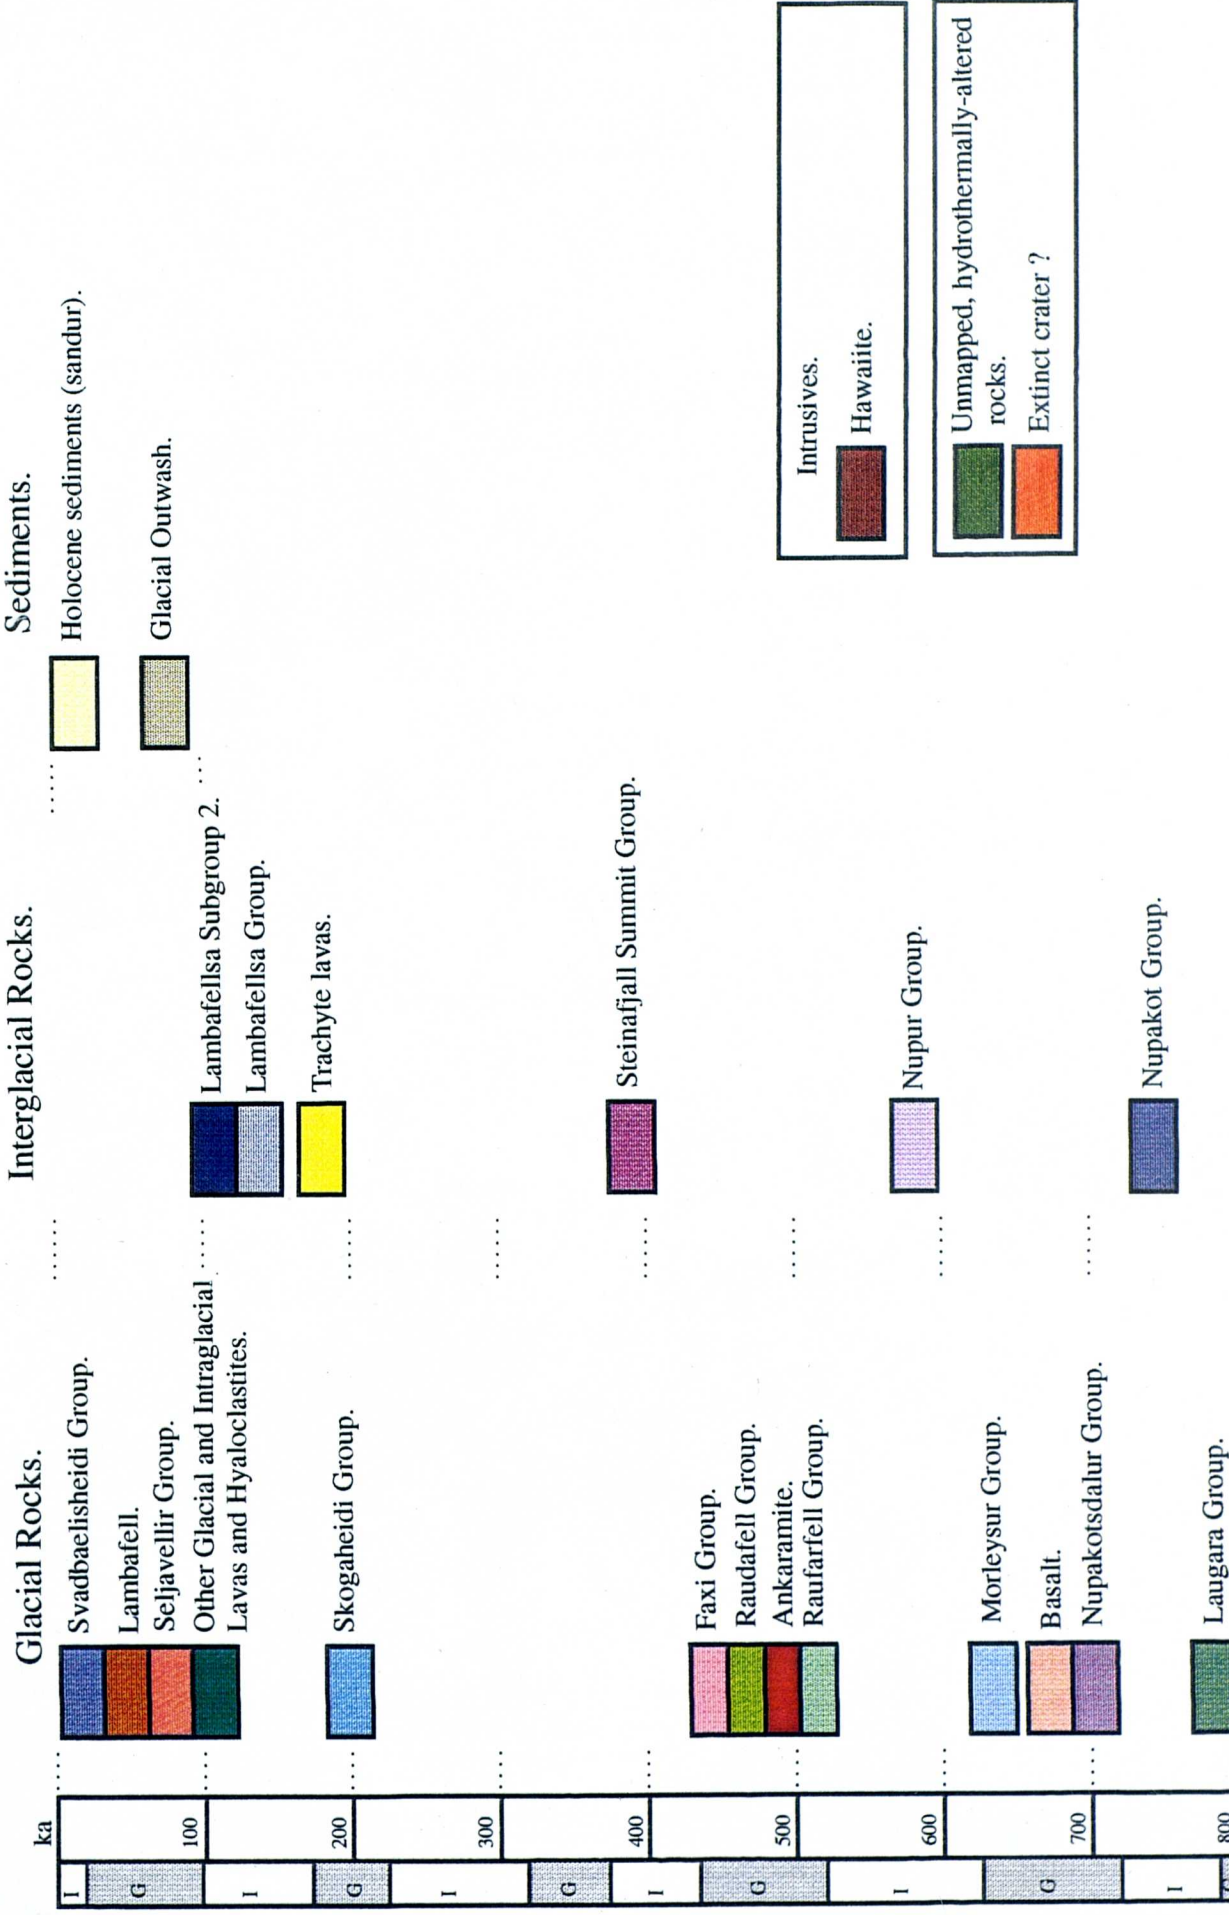 ka
100
200
300
400
500
600
700
800
I
G
I
G
I
G
I
G
I
G
I
Glacial Rocks.
Svadbaelisheidi Group.
Lambafell.
Seljavellir Group.
Other Glacial and Intraglacial
Lavas and Hyaloclastites.
Skogaheidi Group.
Faxi Group.
Raudafell Group.
Ankaramite.
Raufarfell Group.
Morleysur Group.
Basalt.
Nupakotsdalur Group.
Laugara Group.
Interglacial Rocks.
Lambafellsa Subgroup 2.
Lambafellsa Group.
Trachyte lavas.
Steinafjall Summit Group.
Nupur Group.
Nupakot Group.
Sediments.
Holocene sediments (sandur).
Glacial Outwash.
Intrusives.
Hawaiite.
Unmapped, hydrothermally-altered
rocks.
Extinct crater ?